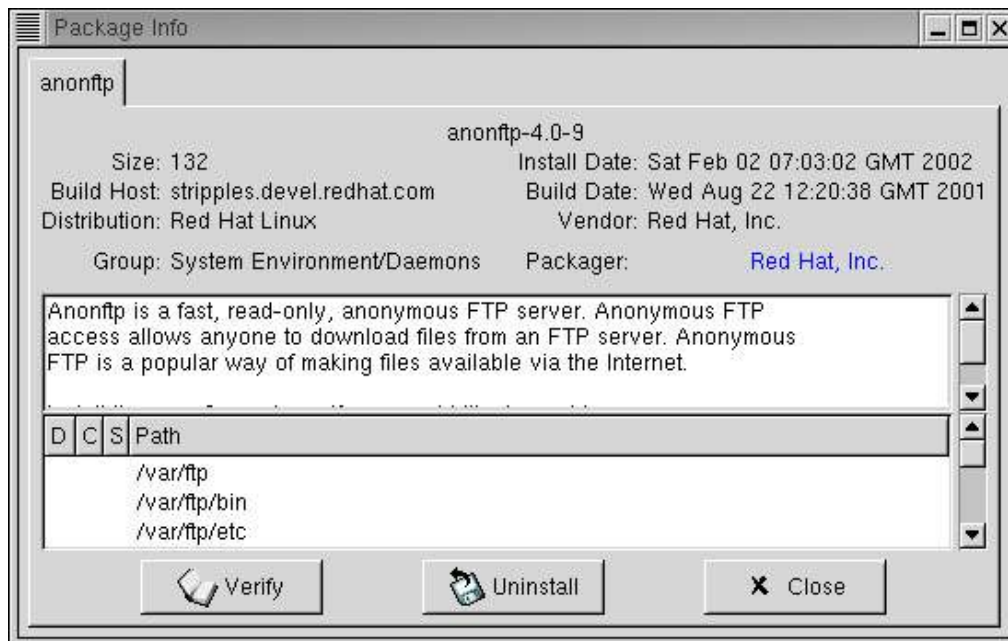 Package Info
anonftp
anonftp-4.0-9
Size: 132 Install Date: Sat Feb 02 07:03:02 GMT 2002
Build Host: stripples.devel.redhat.com Build Date: Wed Aug 22 12:20:38 GMT 2001
Distribution: Red Hat Linux Vendor: Red Hat, Inc.
Group: System Environment/Daemons Packager: Red Hat, Inc.
Anonftp is a fast, read-only, anonymous FTP server. Anonymous FTP
access allows anyone to download files from an FTP server. Anonymous
FTP is a popular way of making files available via the Internet.
D C S Path
/var/ftp
/var/ftp/bin
/var/ftp/etc
Verify Uninstall Close